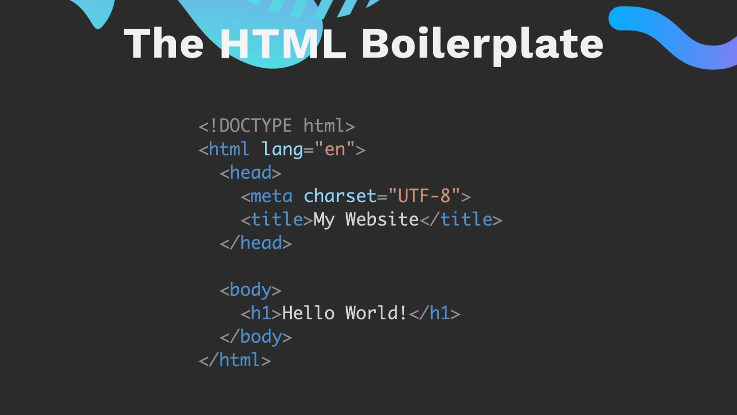 The HTML Boilerplate
<!DOCTYPE html>
<html lang="en">
<head>
<meta charset="UTF-8">
<title>My Website</title>
</head>
<body>
<h1>Hello World!</h1>
</body>
</html>